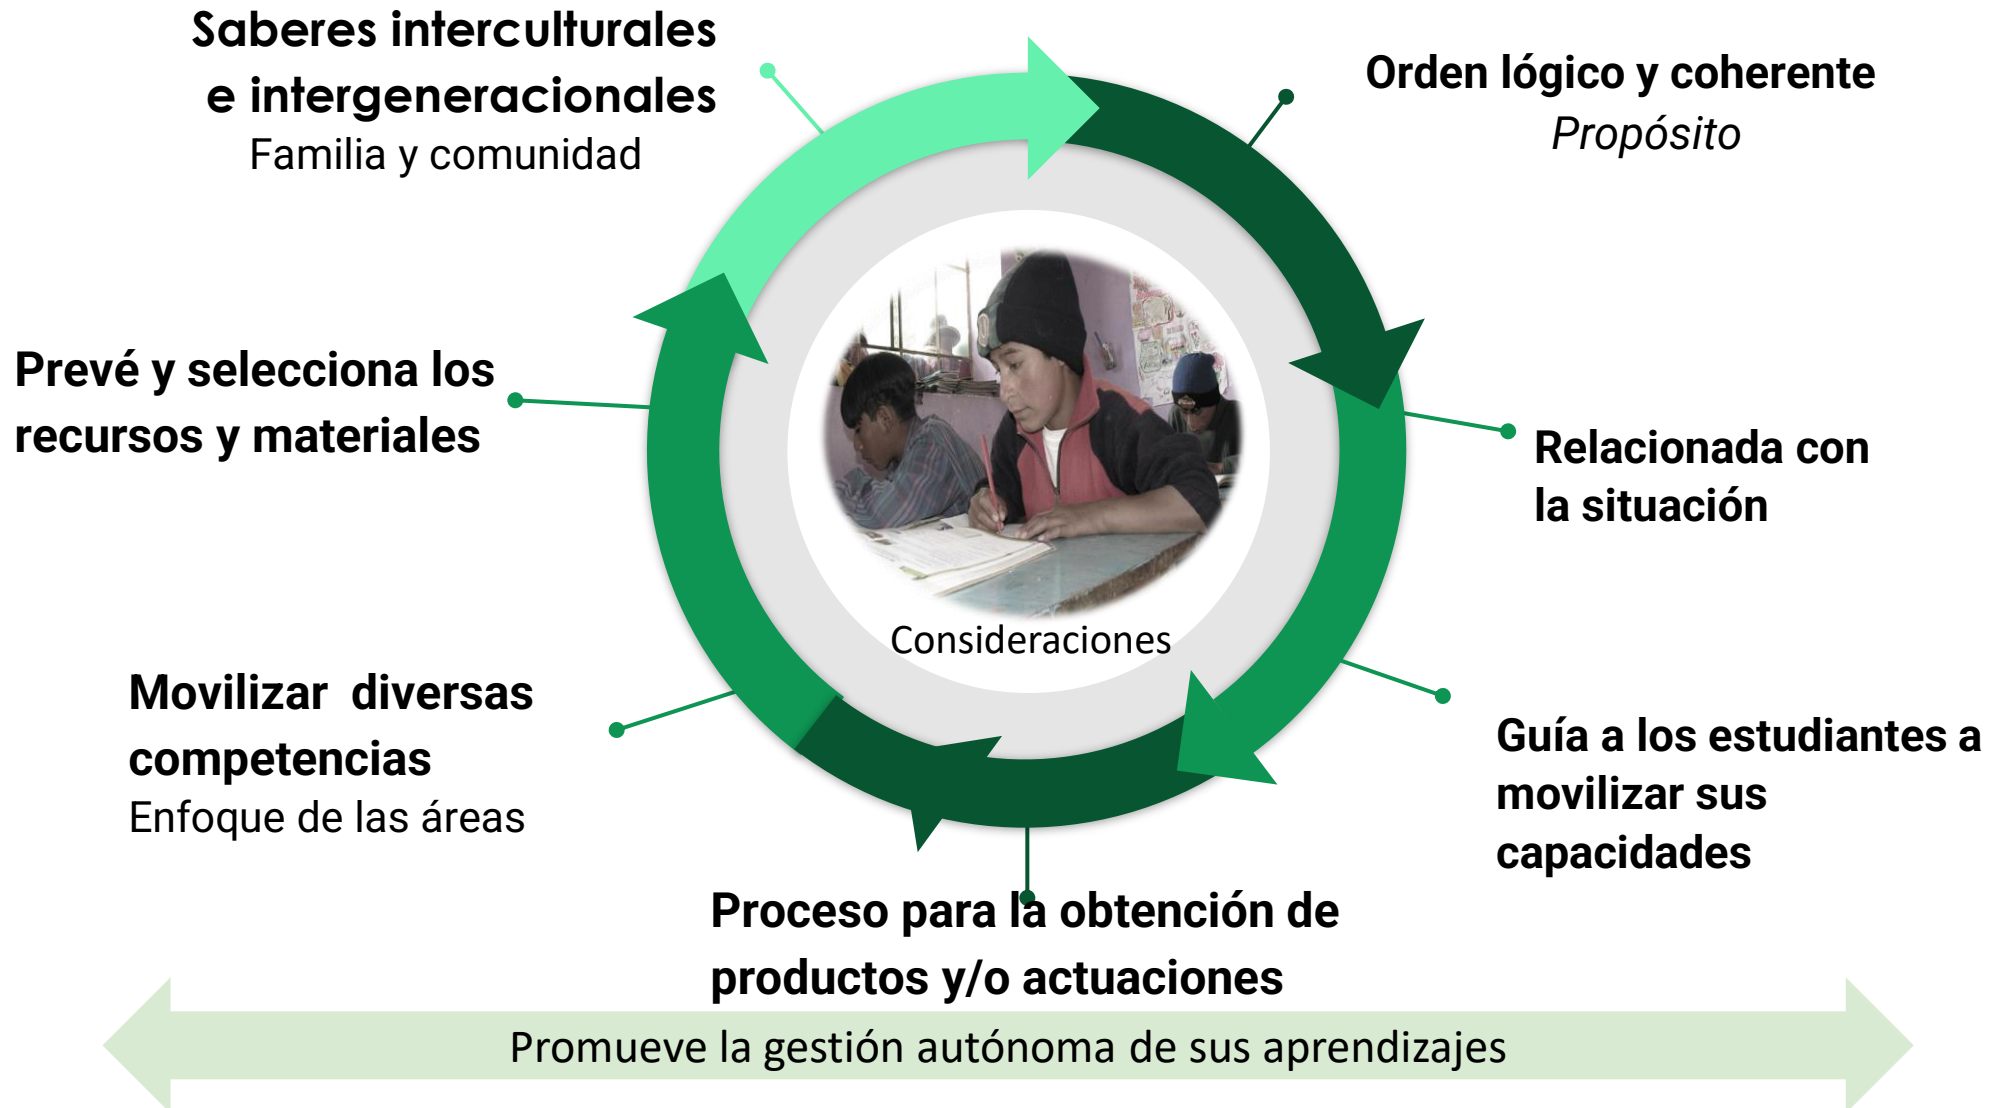 Saberes interculturales
e intergeneracionales
Familia y comunidad
Orden lógico y coherente
Propósito
Prevé y selecciona los
recursos y materiales
Relacionada con
la situación
Consideraciones
Movilizar diversas
competencias
Enfoque de las áreas
Guía a los estudiantes a
movilizar sus
capacidades
Proceso para la obtención de
productos y/o actuaciones
Promueve la gestión autónoma de sus aprendizajes